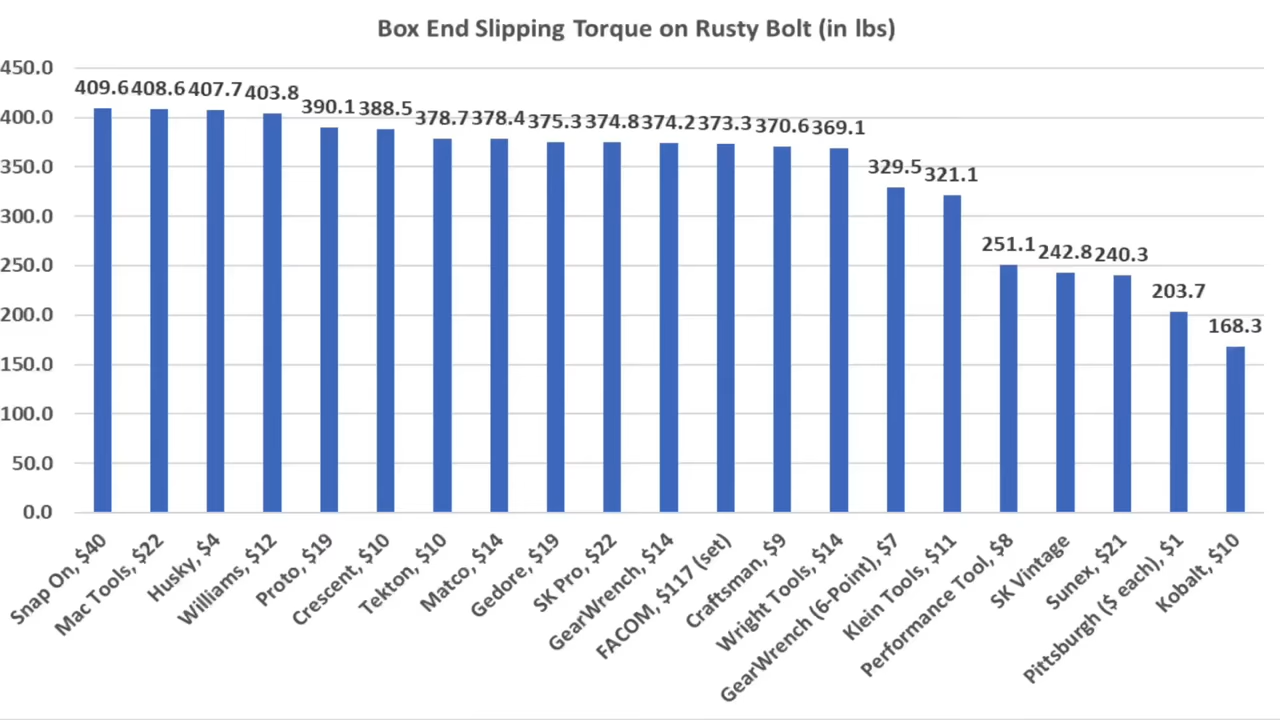 Box End Slipping Torque on Rusty Bolt (in lbs)
450.0
400.0
350.0
300.0
250.0
200.0
150.0
100.0
50.0
0.0
409.6
408.6
407.7
403.8
390.1
388.5
378.7
378.4
375.3
374.8
374.2
373.3
370.6
369.1
329.5
321.1
251.1
242.8
240.3
203.7
168.3
Snap On, $40
Mac Tools, $22
Husky, $4
Williams, $12
Proto, $19
Crescent, $10
Tekton, $10
Matco, $14
Gedore, $19
SK Pro, $22
GearWrench, $14
FACOM, $117 (set)
Craftsman, $9
Wright Tools, $14
GearWrench (6-Point), $7
Klein Tools, $11
Performance Tool, $8
SK Vintage
Sunex, $21
Pittsburgh ($ each), $1
Kobalt, $10